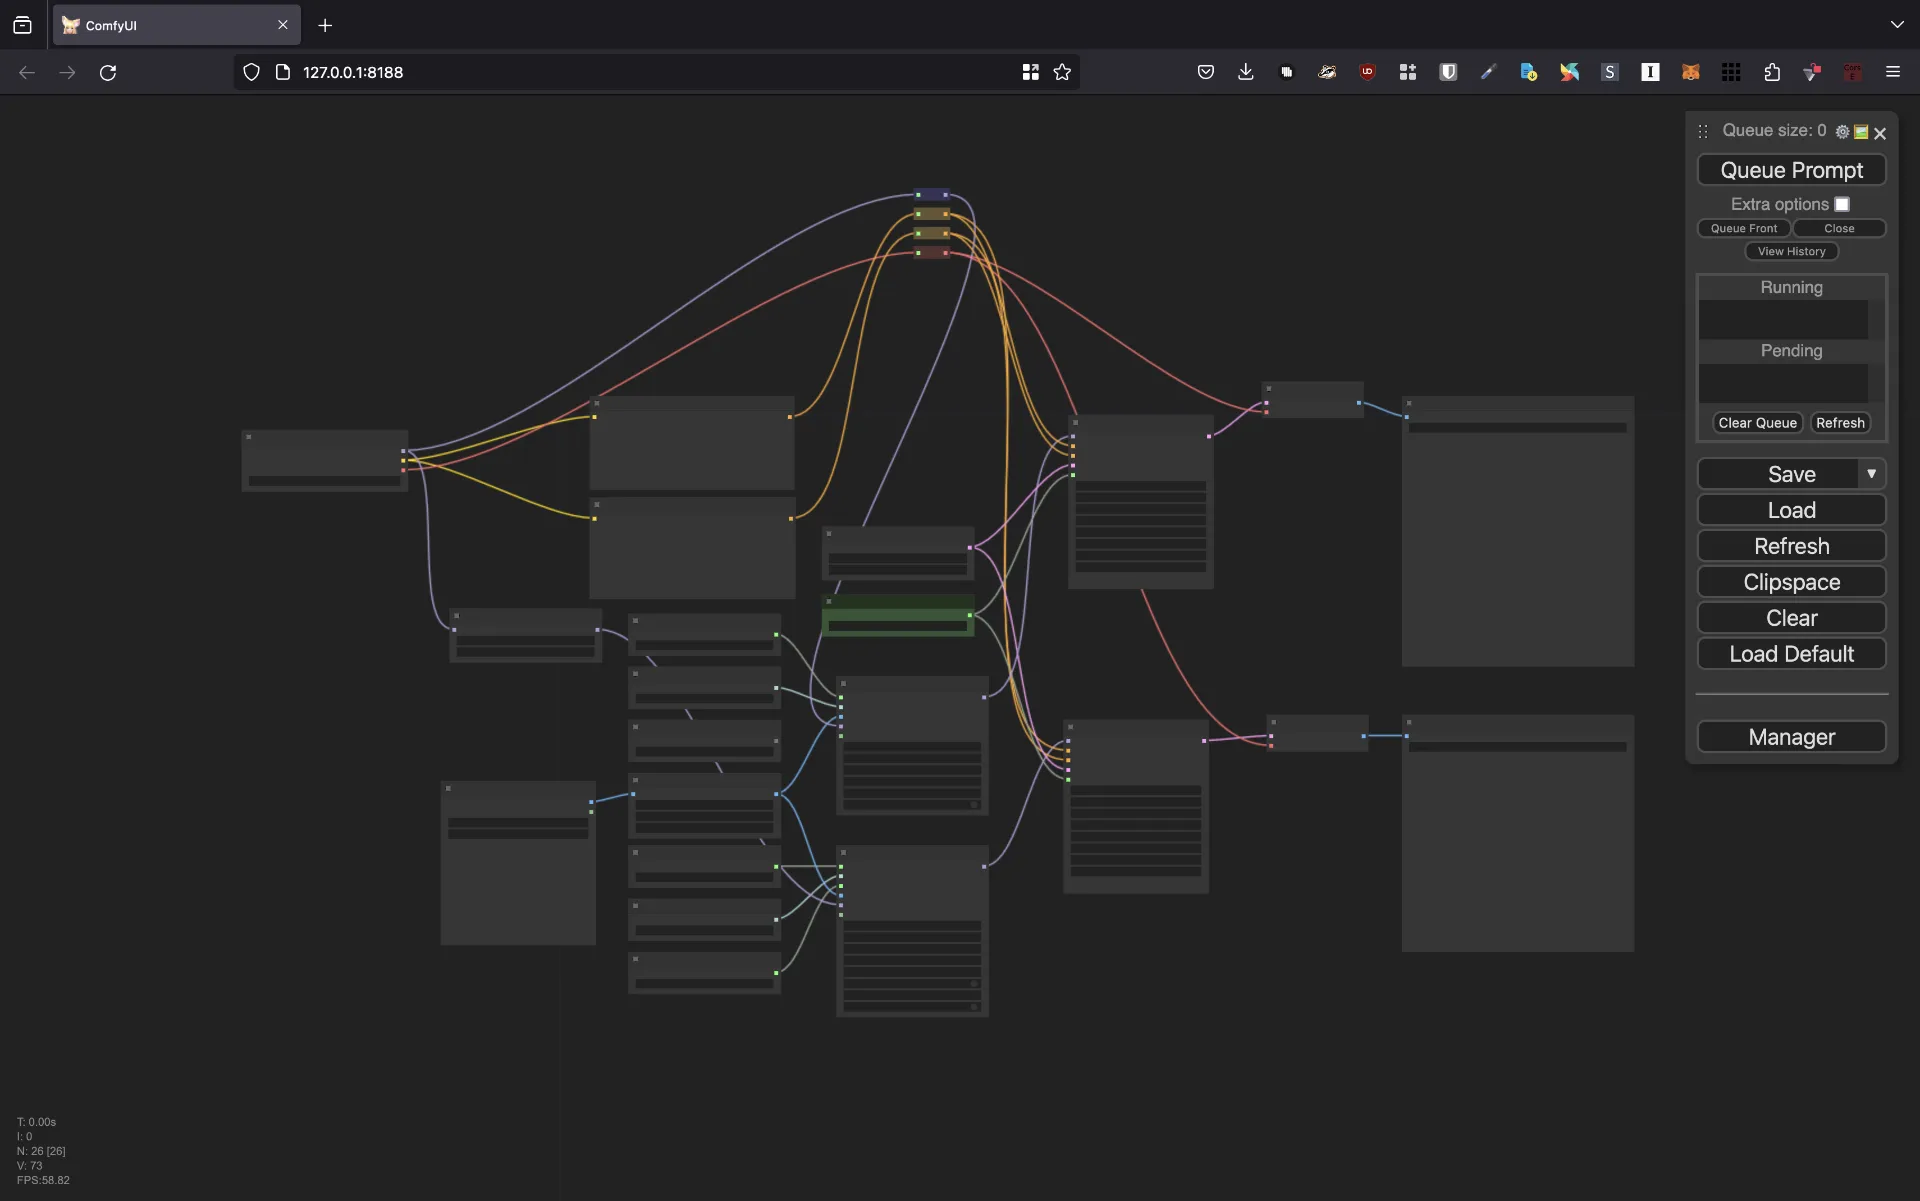 ComfyUI
127.0.0.1:8188
Queue size: 0
Queue Prompt
Extra options
Queue Front
Close
View History
Running
Pending
Clear Queue
Refresh
Save
Load
Refresh
Clipspace
Clear
Load Default
Manager
T: 0.00s
I: 0
N: 26 [26]
V: 73
FPS:58.82